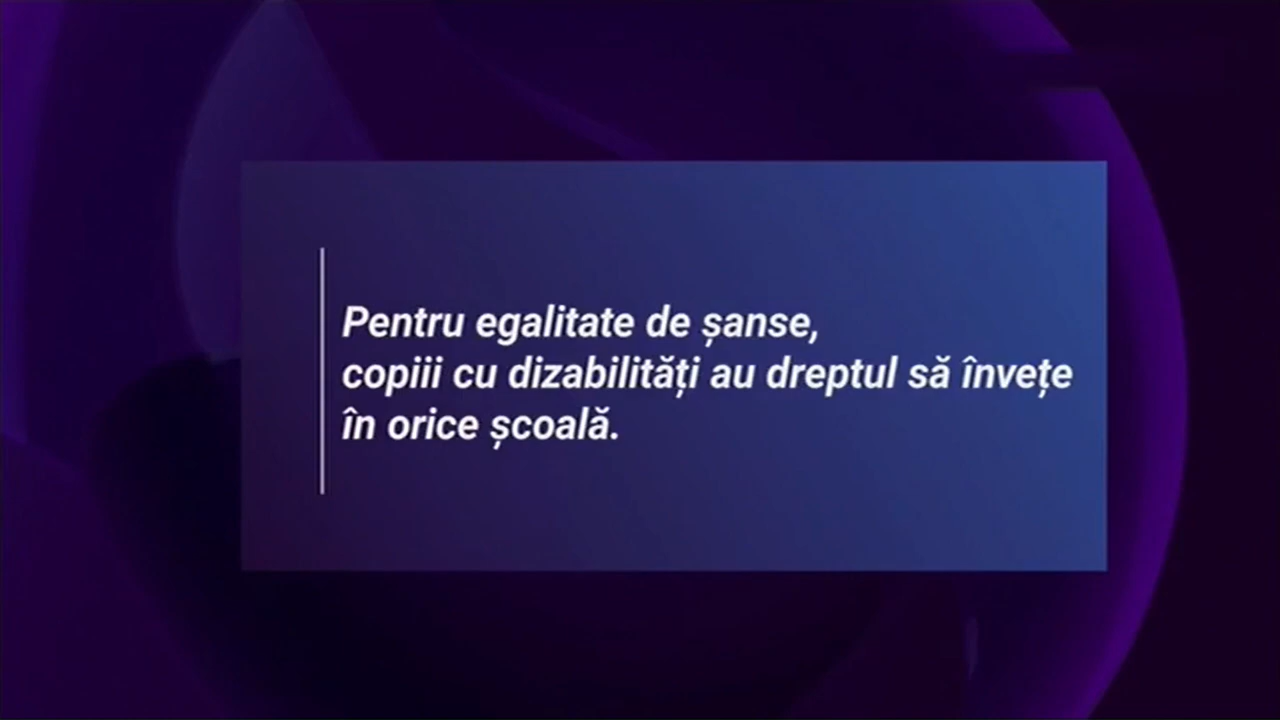 Pentru egalitate de șanse,
copiii cu dizabilități au dreptul să învețe
în orice școală.